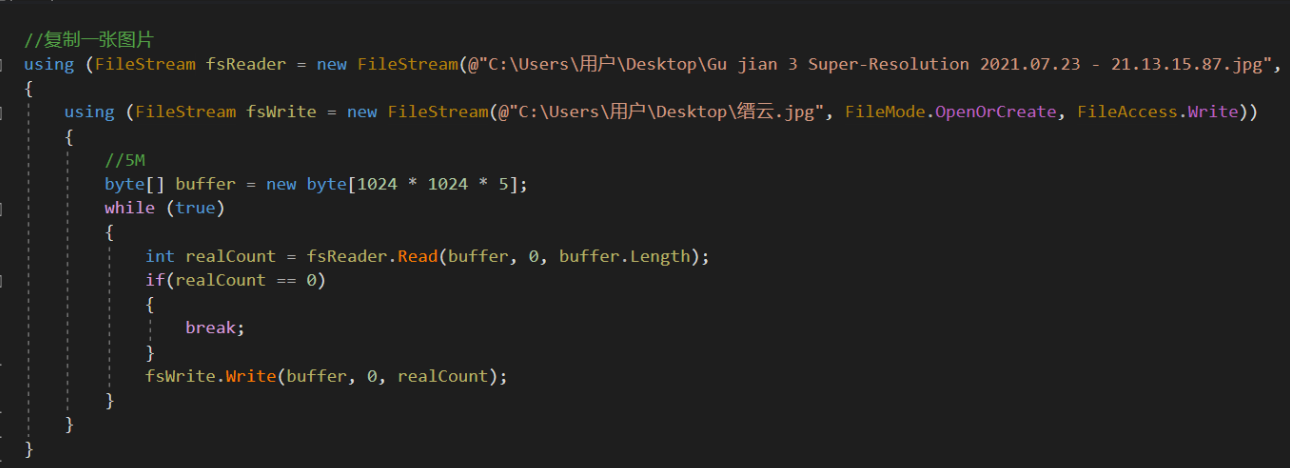 //复制一张图片
using (FileStream fsReader = new FileStream(@"C:\Users\用户\Desktop\Gu jian 3 Super-Resolution 2021.07.23 - 21.13.15.87.jpg",
{
using (FileStream fsWrite = new FileStream(@"C:\Users\用户\Desktop\缙云.jpg", FileMode.OpenOrCreate, FileAccess.Write))
{
//5M
byte[] buffer = new byte[1024 * 1024 * 5];
while (true)
{
int realCount = fsReader.Read(buffer, 0, buffer.Length);
if(realCount == 0)
{
break;
}
fsWrite.Write(buffer, 0, realCount);
}
}
}